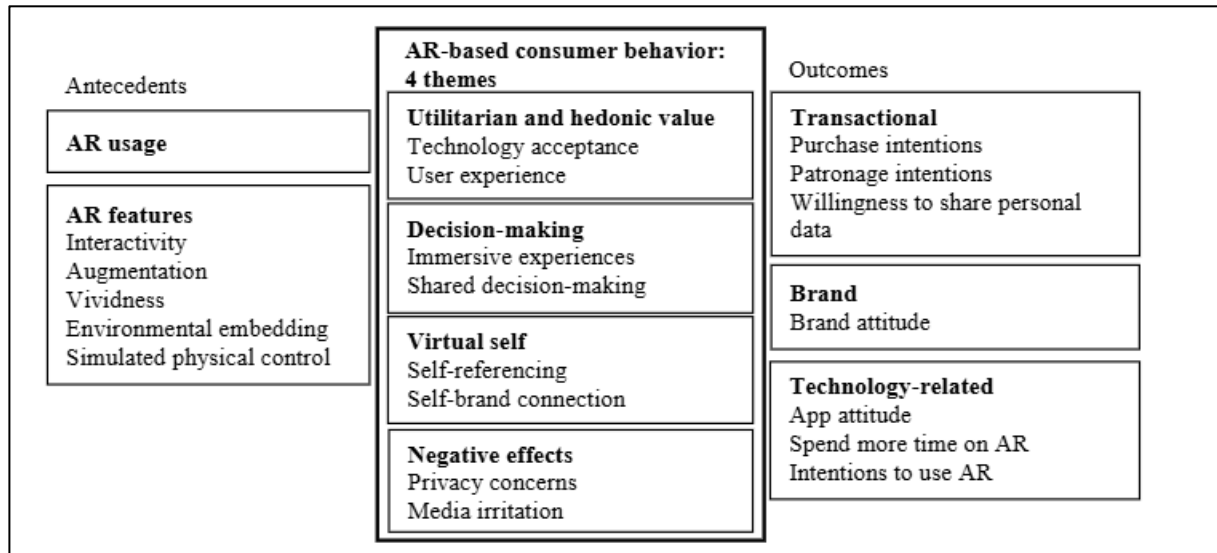 Antecedents
AR usage
AR features
Interactivity
Augmentation
Vividness
Environmental embedding
Simulated physical control
AR-based consumer behavior:
4 themes
Utilitarian and hedonic value
Technology acceptance
User experience
Decision-making
Immersive experiences
Shared decision-making
Virtual self
Self-referencing
Self-brand connection
Negative effects
Privacy concerns
Media irritation
Outcomes
Transactional
Purchase intentions
Patronage intentions
Willingness to share personal
data
Brand
Brand attitude
Technology-related
App attitude
Spend more time on AR
Intentions to use AR